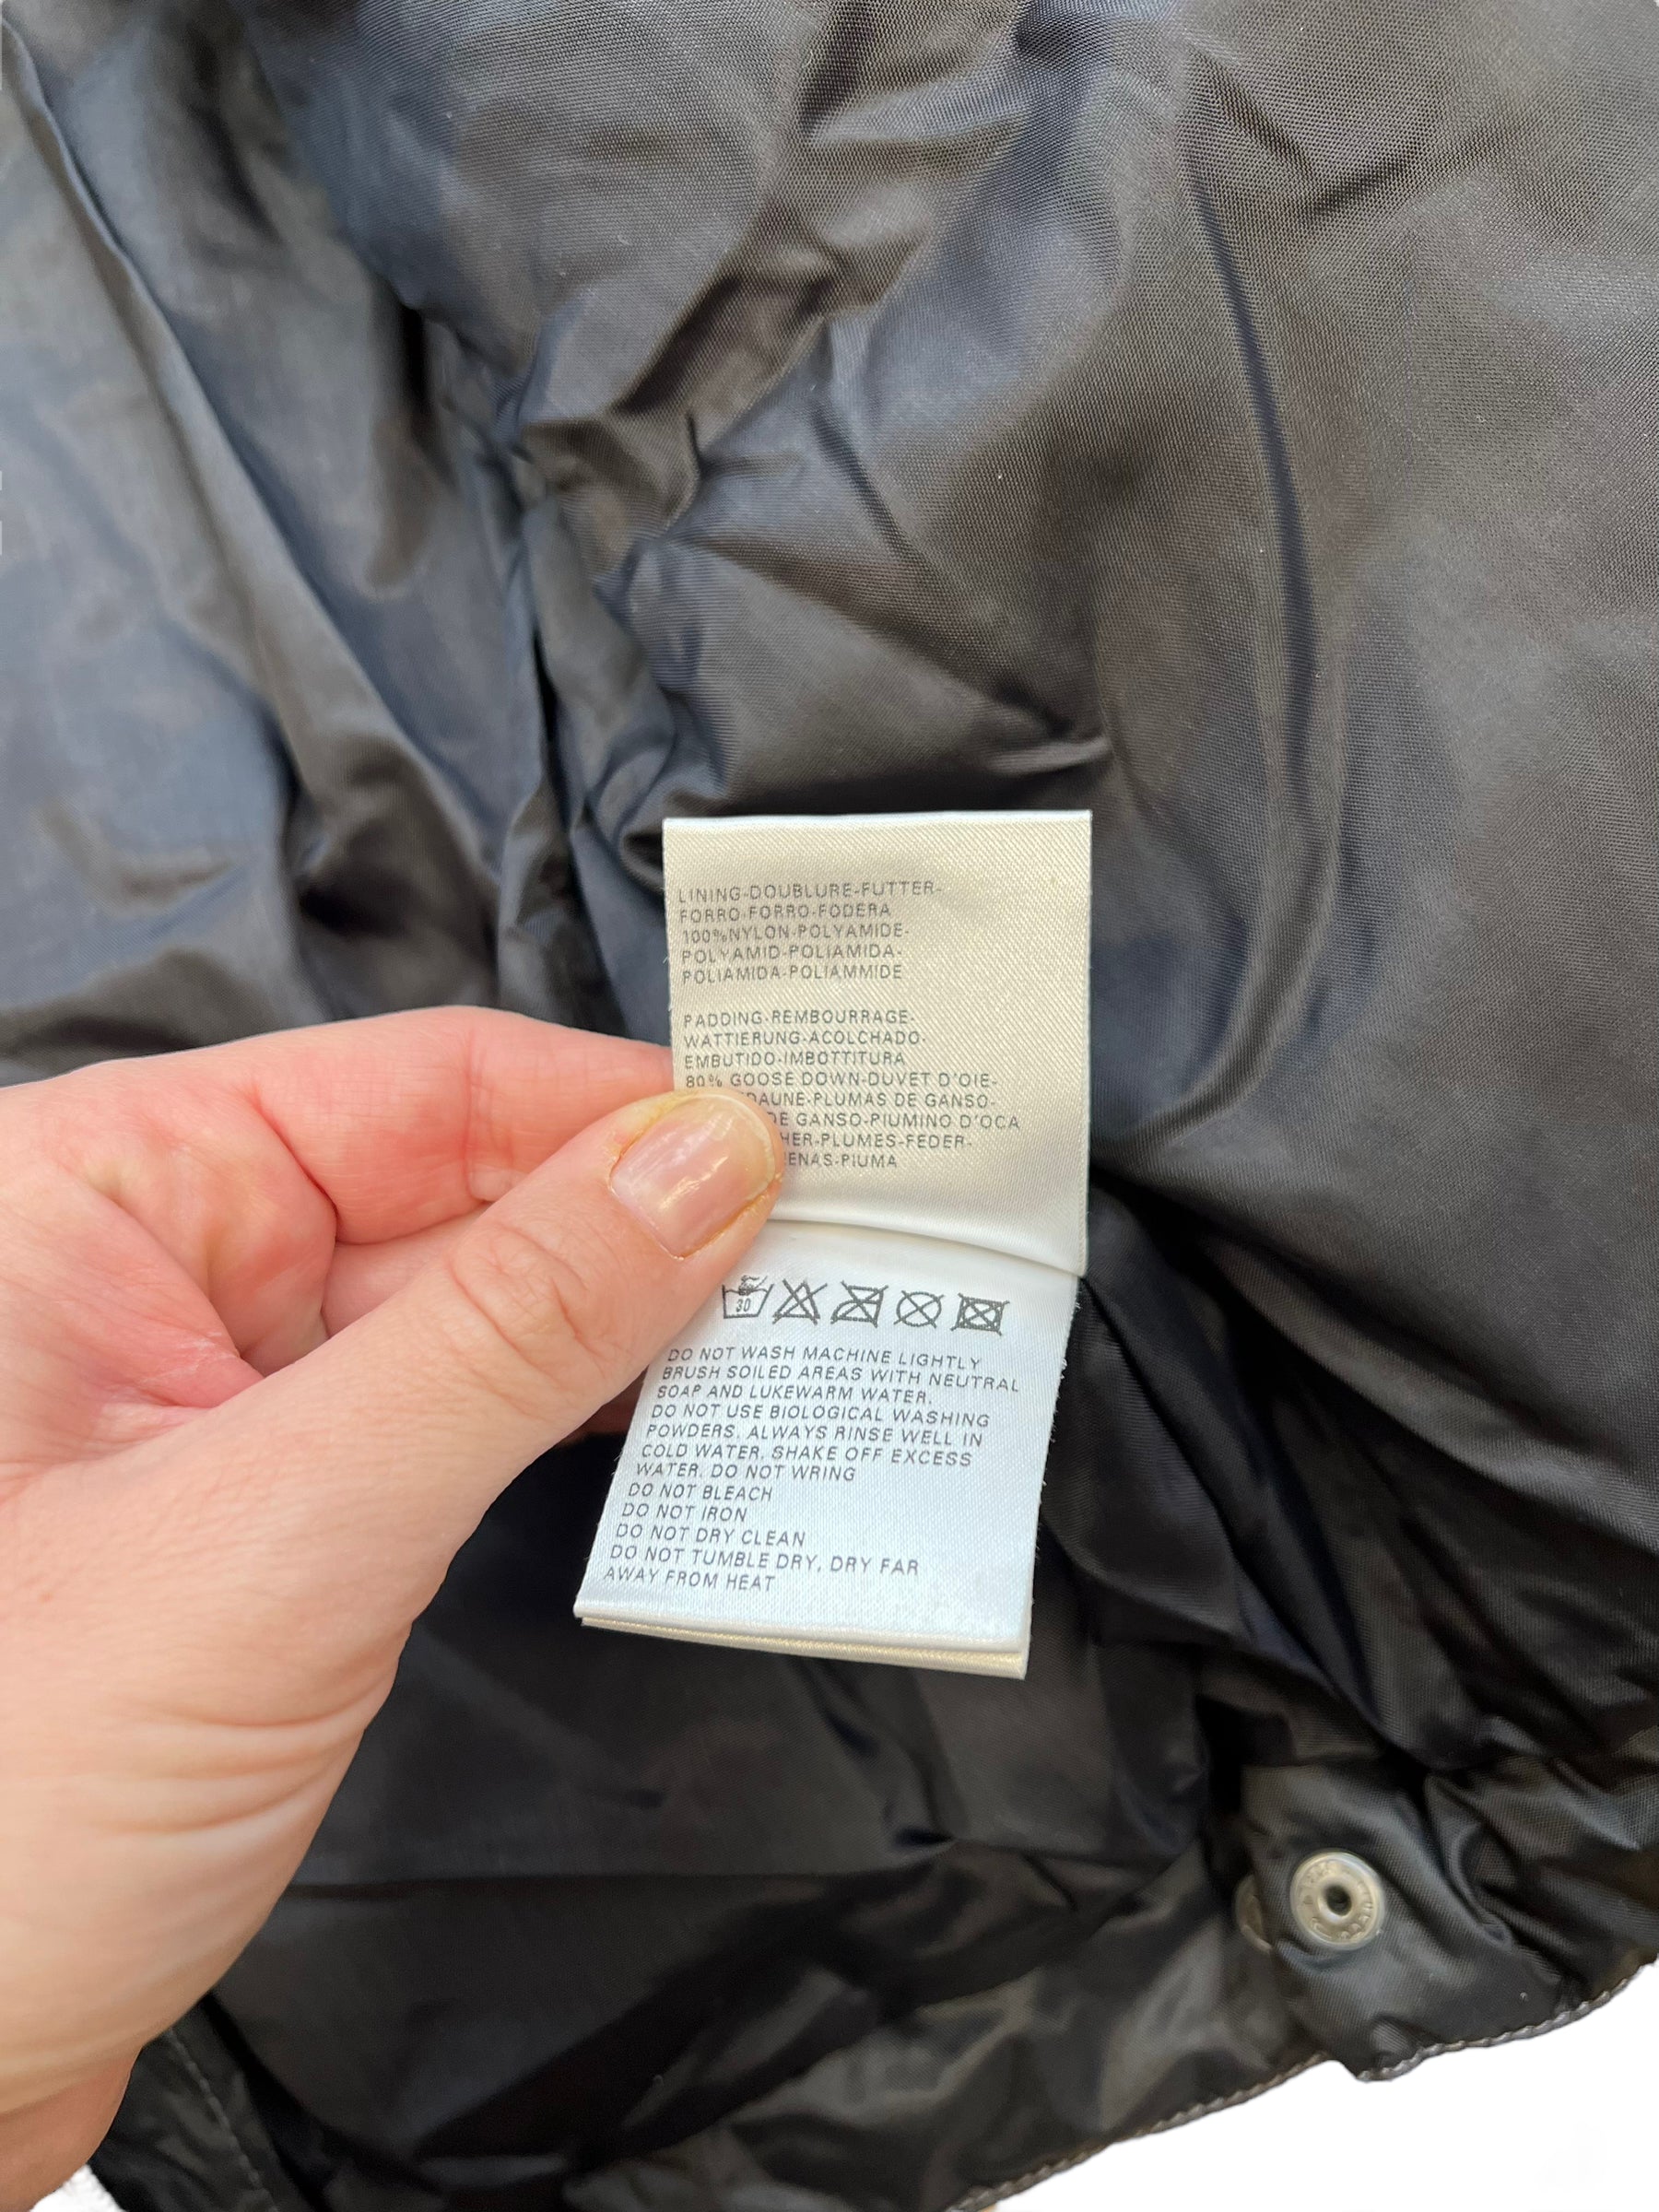 LINING-DOUBLURE-FUTTER-
FORRO-FORRO-FODERA
100%NYLON-POLYAMIDE-
POLYAMID-POLIAMIDA-
POLIAMIDA-POLIAMMIDE
PADDING-REMBOURRAGE-
WATTIERUNG-ACOLCHADO-
EMBUTIDO-IMBOTTITURA
80% GOOSE DOWN-DUVET D'OIE-
DAUNE-PLUMAS DE GANSO-
DE GANSO-PIUMINO D'OCA
HER-PLUMES-FEDER-
ENAS-PIUMA
30
DO NOT WASH MACHINE LIGHTLY
BRUSH SOILED AREAS WITH NEUTRAL
SOAP AND LUKEWARM WATER.
DO NOT USE BIOLOGICAL WASHING
POWDERS. ALWAYS RINSE WELL IN
COLD WATER. SHAKE OFF EXCESS
WATER. DO NOT WRING
DO NOT BLEACH
DO NOT IRON
DO NOT DRY CLEAN
DO NOT TUMBLE DRY, DRY FAR
AWAY FROM HEAT